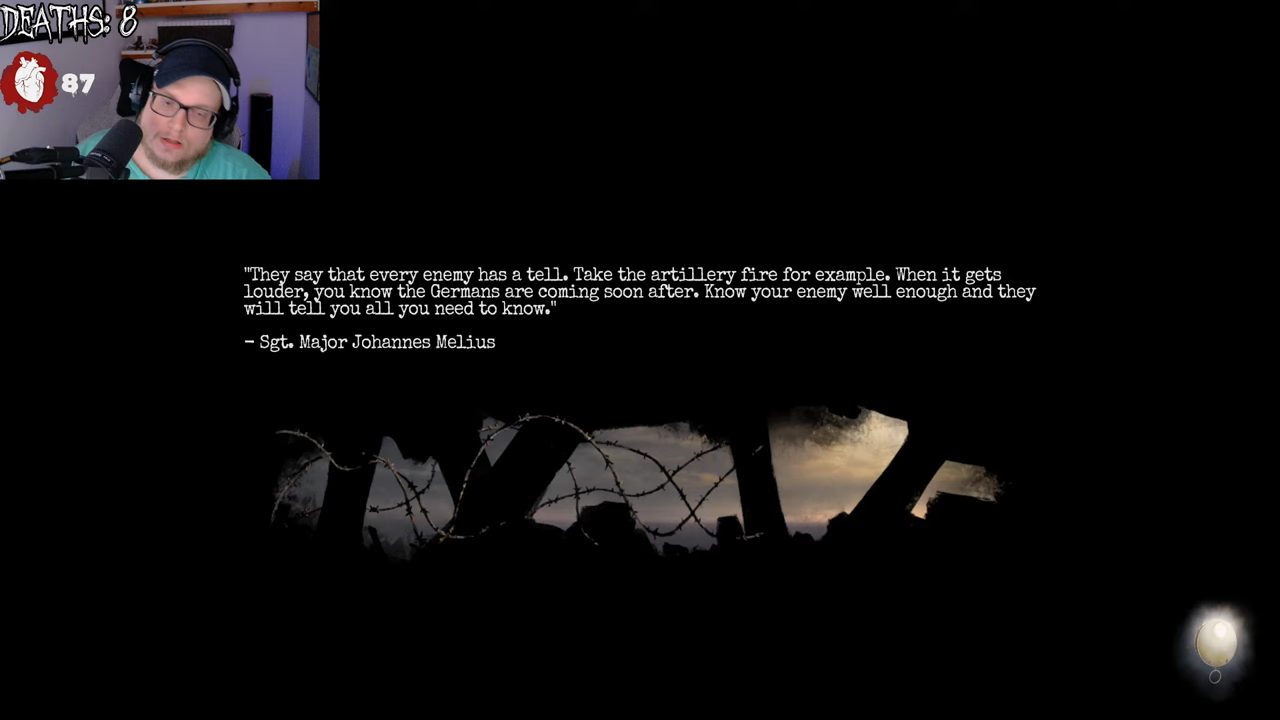 DEATHS: 8
87
"They say that every enemy has a tell. Take the artillery fire for example. When it gets
louder, you know the Germans are coming soon after. Know your enemy well enough and they
will tell you all you need to know."
- Sgt. Major Johannes Melius